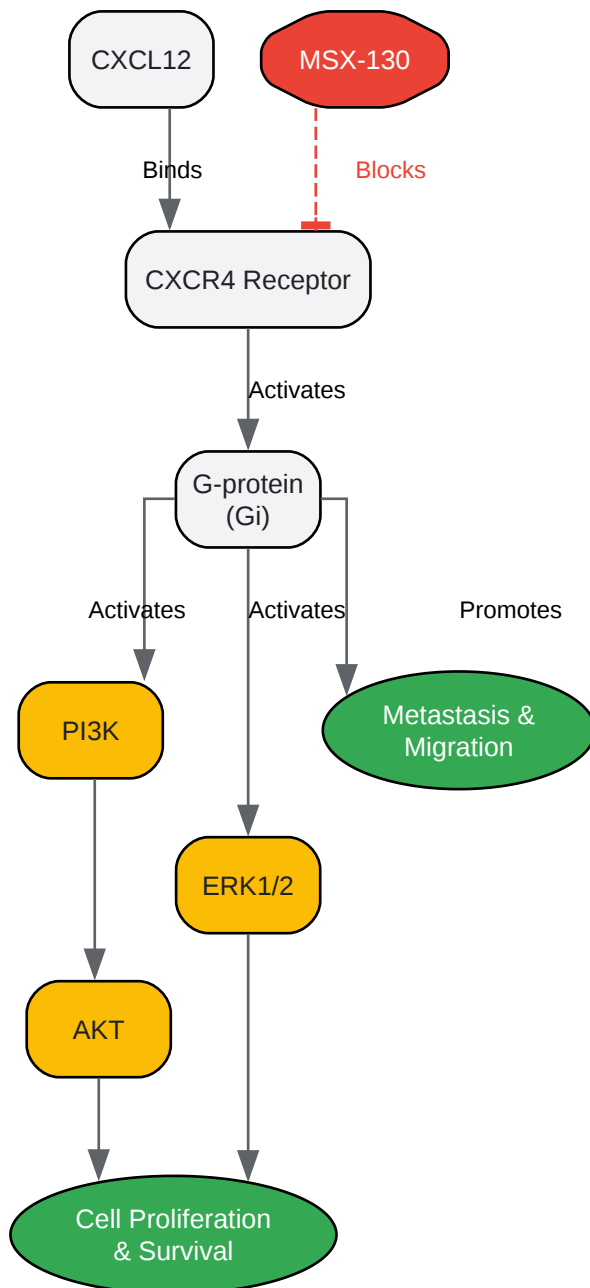 CXCL12
MSX-130
Binds
Blocks
CXCR4 Receptor
Activates
G-protein
(Gi)
Activates
Activates
Promotes
PI3K
Metastasis &
Migration
ERK1/2
AKT
Cell Proliferation
& Survival